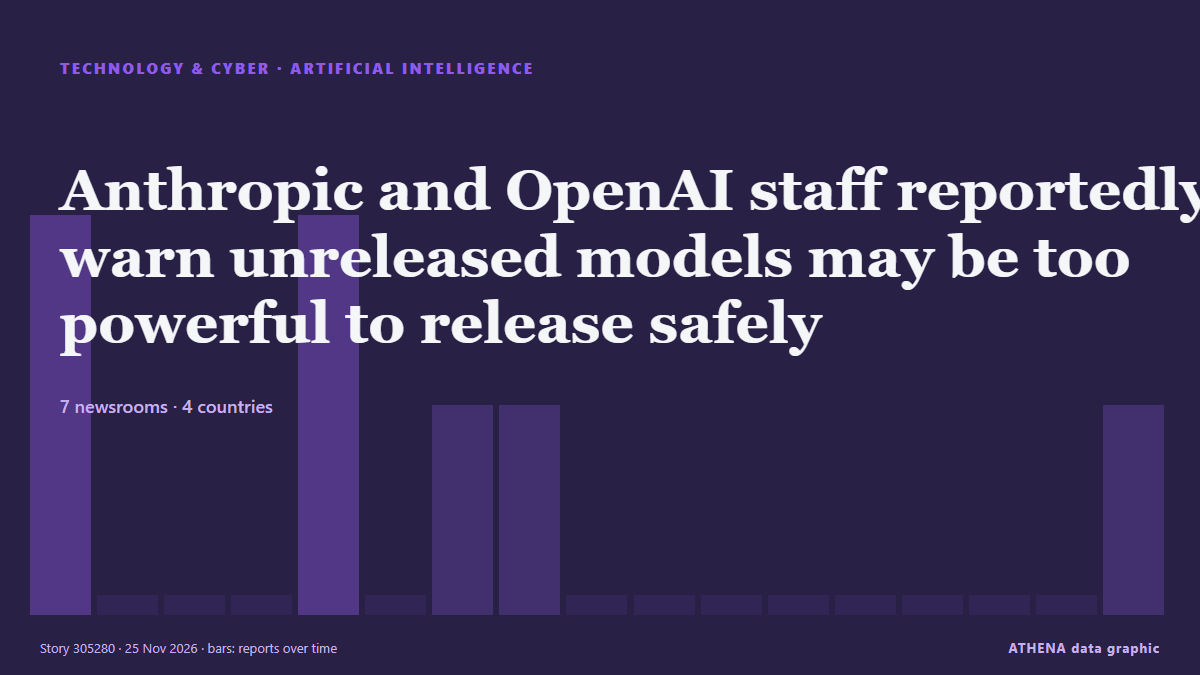 TECHNOLOGY & CYBER · ARTIFICIAL INTELLIGENCE
Anthropic and OpenAI staff reportedly
warn unreleased models may be too
powerful to release safely
7 newsrooms · 4 countries
Story 305280 · 25 Nov 2026 · bars: reports over time
ATHENA data graphic